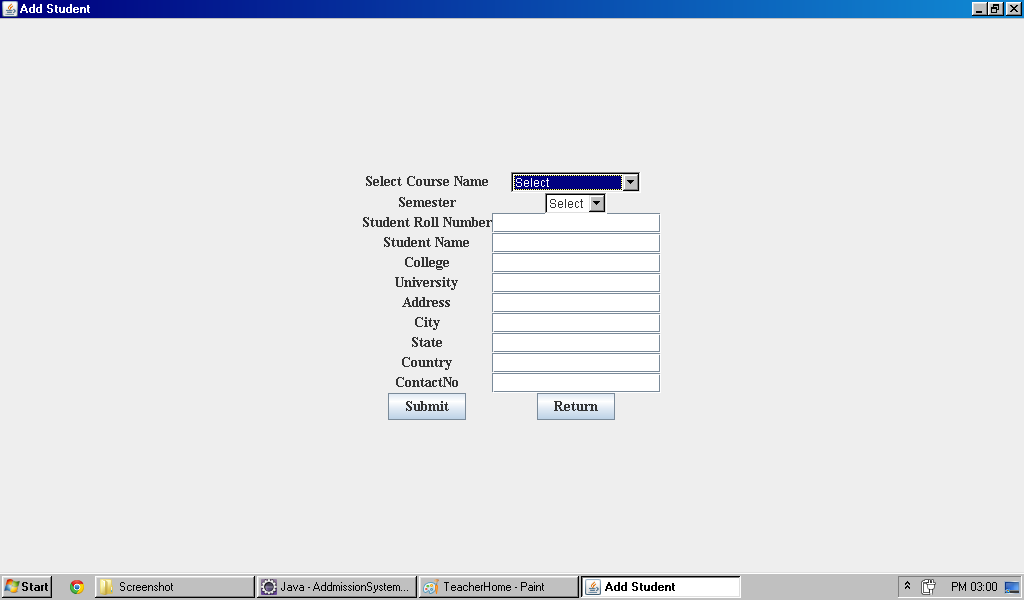 Add Student
Select Course Name Select
Semester Select
Student Roll Number
Student Name
College
University
Address
City
State
Country
ContactNo
Submit Return
Start Screenshot Java - AddmissionSystem... TeacherHome - Paint Add Student PM 03:00